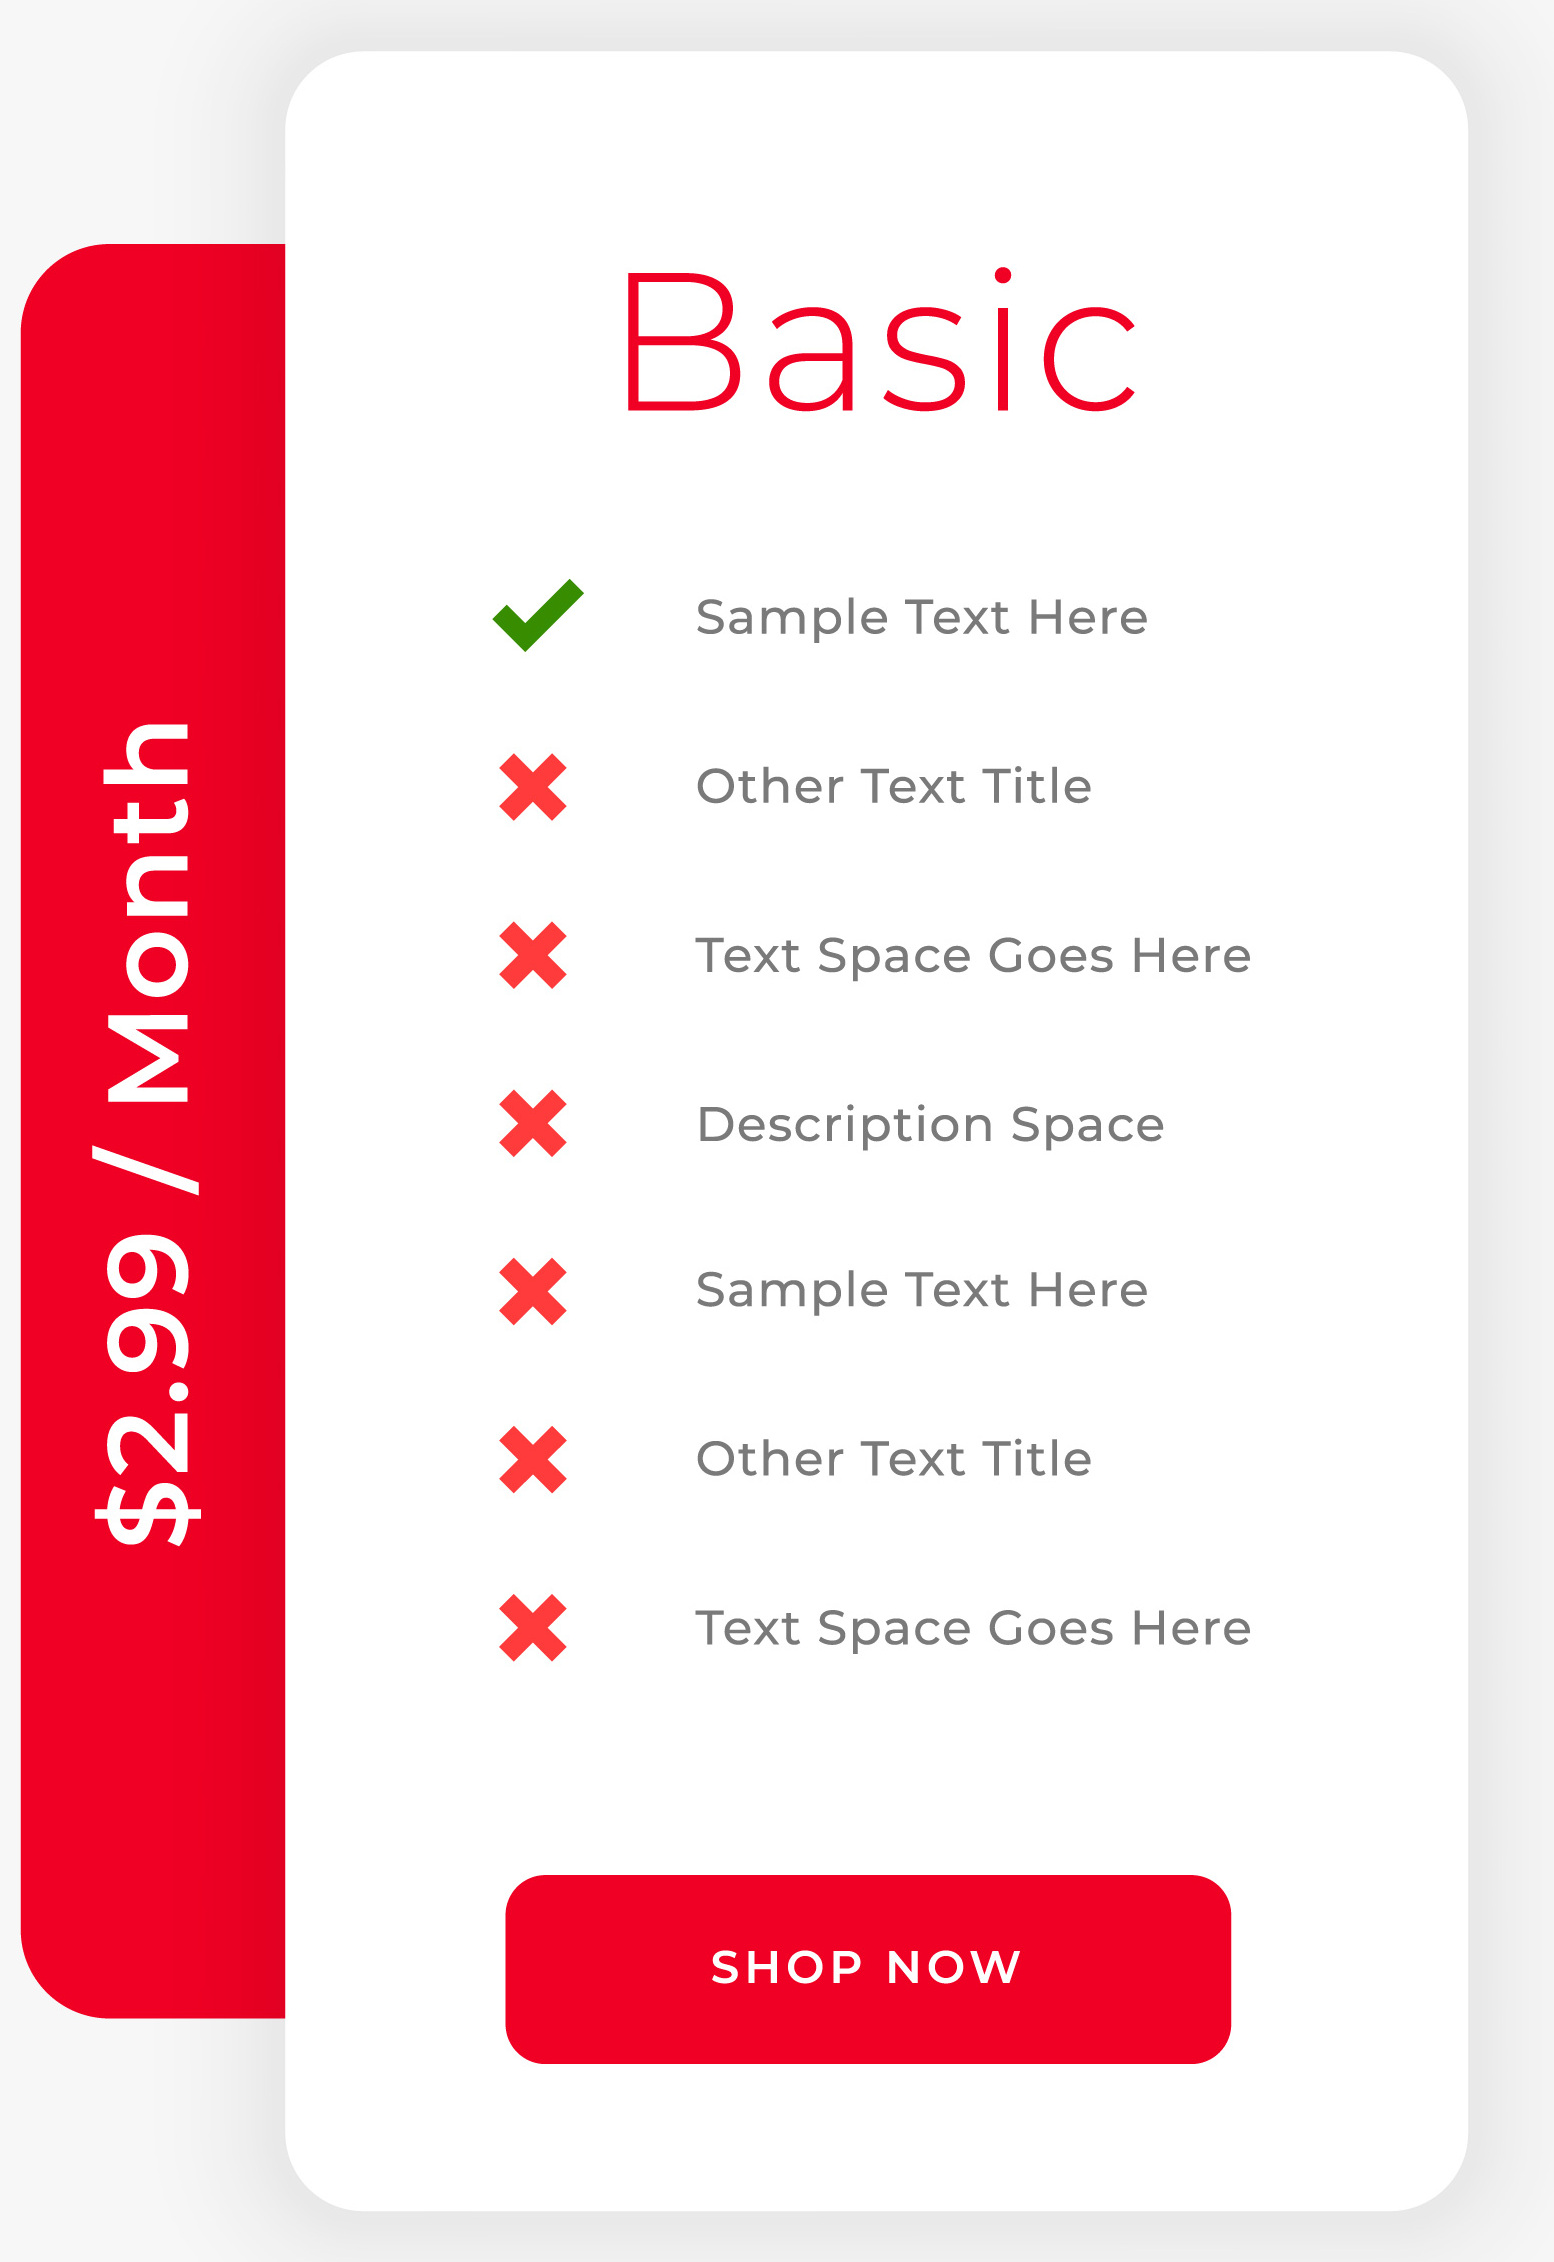 Basic
Sample Text Here
Other Text Title
Text Space Goes Here
Description Space
Sample Text Here
Other Text Title
Text Space Goes Here
SHOP NOW
$2.99 / Month